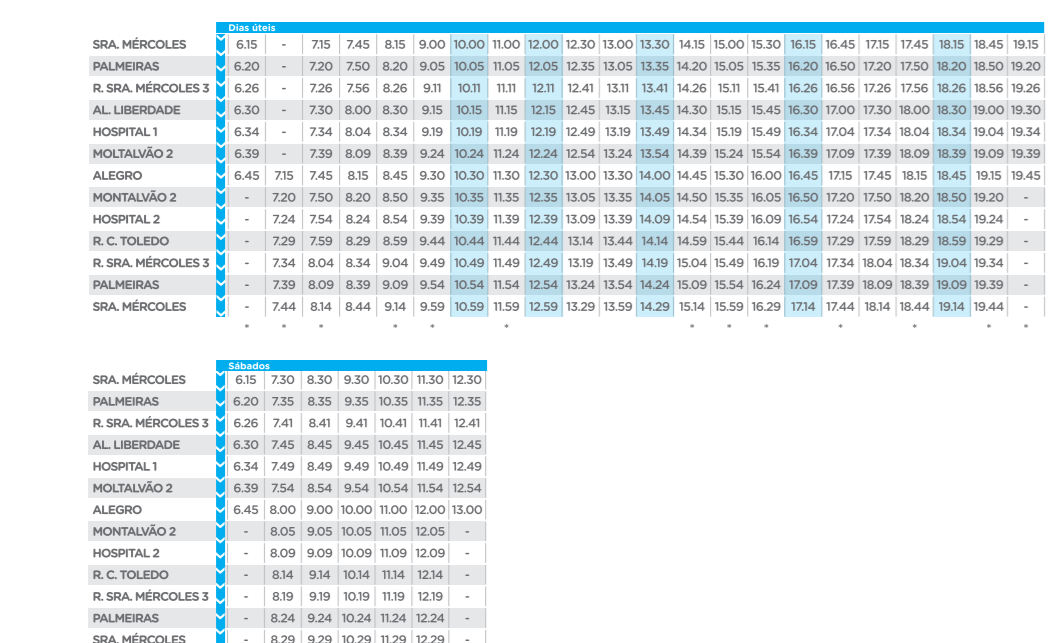 Dias úteis
SRA. MÉRCOLES 6.15 - 7.15 7.45 8.15 9.00 10.00 11.00 12.00 12.30 13.00 13.30 14.15 15.00 15.30 16.15 16.45 17.15 17.45 18.15 18.45 19.15
PALMEIRAS 6.20 - 7.20 7.50 8.20 9.05 10.05 11.05 12.05 12.35 13.05 13.35 14.20 15.05 15.35 16.20 16.50 17.20 17.50 18.20 18.50 19.20
R. SRA. MÉRCOLES 3 6.26 - 7.26 7.56 8.26 9.11 10.11 11.11 12.11 12.41 13.11 13.41 14.26 15.11 15.41 16.26 16.56 17.26 17.56 18.26 18.56 19.26
AL. LIBERDADE 6.30 - 7.30 8.00 8.30 9.15 10.15 11.15 12.15 12.45 13.15 13.45 14.30 15.15 15.45 16.30 17.00 17.30 18.00 18.30 19.00 19.30
HOSPITAL 1 6.34 - 7.34 8.04 8.34 9.19 10.19 11.19 12.19 12.49 13.19 13.49 14.34 15.19 15.49 16.34 17.04 17.34 18.04 18.34 19.04 19.34
MOLTALVÃO 2 6.39 - 7.39 8.09 8.39 9.24 10.24 11.24 12.24 12.54 13.24 13.54 14.39 15.24 15.54 16.39 17.09 17.39 18.09 18.39 19.09 19.39
ALEGRO 6.45 7.15 7.45 8.15 8.45 9.30 10.30 11.30 12.30 13.00 13.30 14.00 14.45 15.30 16.00 16.45 17.15 17.45 18.15 18.45 19.15 19.45
MONTALVÃO 2 - 7.20 7.50 8.20 8.50 9.35 10.35 11.35 12.35 13.05 13.35 14.05 14.50 15.35 16.05 16.50 17.20 17.50 18.20 18.50 19.20 -
HOSPITAL 2 - 7.24 7.54 8.24 8.54 9.39 10.39 11.39 12.39 13.09 13.39 14.09 14.54 15.39 16.09 16.54 17.24 17.54 18.24 18.54 19.24 -
R. C. TOLEDO - 7.29 7.59 8.29 8.59 9.44 10.44 11.44 12.44 13.14 13.44 14.14 14.59 15.44 16.14 16.59 17.29 17.59 18.29 18.59 19.29 -
R. SRA. MÉRCOLES 3 - 7.34 8.04 8.34 9.04 9.49 10.49 11.49 12.49 13.19 13.49 14.19 15.04 15.49 16.19 17.04 17.34 18.04 18.34 19.04 19.34 -
PALMEIRAS - 7.39 8.09 8.39 9.09 9.54 10.54 11.54 12.54 13.24 13.54 14.24 15.09 15.54 16.24 17.09 17.39 18.09 18.39 19.09 19.39 -
SRA. MÉRCOLES - 7.44 8.14 8.44 9.14 9.59 10.59 11.59 12.59 13.29 13.59 14.29 15.14 15.59 16.29 17.14 17.44 18.14 18.44 19.14 19.44 -
* * * * * * * * * * * * *
Sábados
SRA. MÉRCOLES 6.15 7.30 8.30 9.30 10.30 11.30 12.30
PALMEIRAS 6.20 7.35 8.35 9.35 10.35 11.35 12.35
R. SRA. MÉRCOLES 3 6.26 7.41 8.41 9.41 10.41 11.41 12.41
AL. LIBERDADE 6.30 7.45 8.45 9.45 10.45 11.45 12.45
HOSPITAL 1 6.34 7.49 8.49 9.49 10.49 11.49 12.49
MOLTALVÃO 2 6.39 7.54 8.54 9.54 10.54 11.54 12.54
ALEGRO 6.45 8.00 9.00 10.00 11.00 12.00 13.00
MONTALVÃO 2 - 8.05 9.05 10.05 11.05 12.05 -
HOSPITAL 2 - 8.09 9.09 10.09 11.09 12.09 -
R. C. TOLEDO - 8.14 9.14 10.14 11.14 12.14 -
R. SRA. MÉRCOLES 3 - 8.19 9.19 10.19 11.19 12.19 -
PALMEIRAS - 8.24 9.24 10.24 11.24 12.24 -
SRA. MÉRCOLES - 8.29 9.29 10.29 11.29 12.29 -